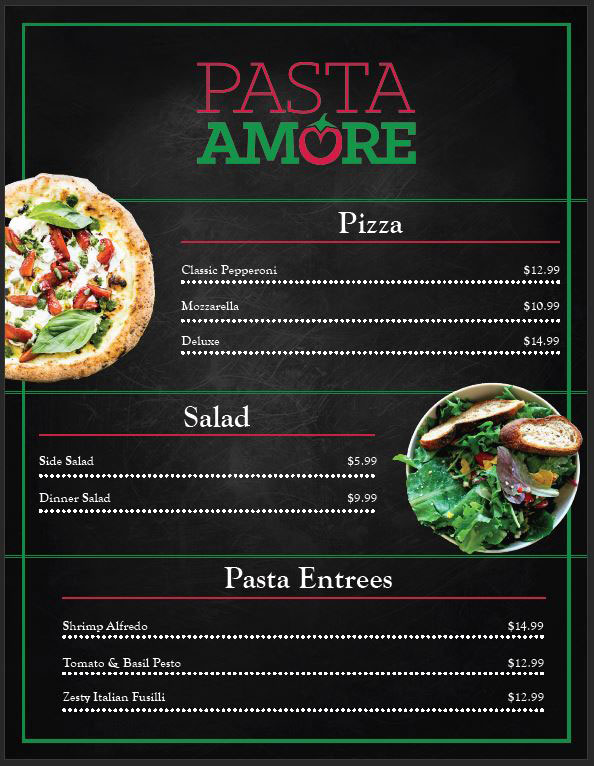 PASTA
AMORE
Pizza
Classic Pepperoni $12.99
Mozzarella $10.99
Deluxe $14.99
Salad
Side Salad $5.99
Dinner Salad $9.99
Pasta Entrees
Shrimp Alfredo $14.99
Tomato & Basil Pesto $12.99
Zesty Italian Fusilli $12.99